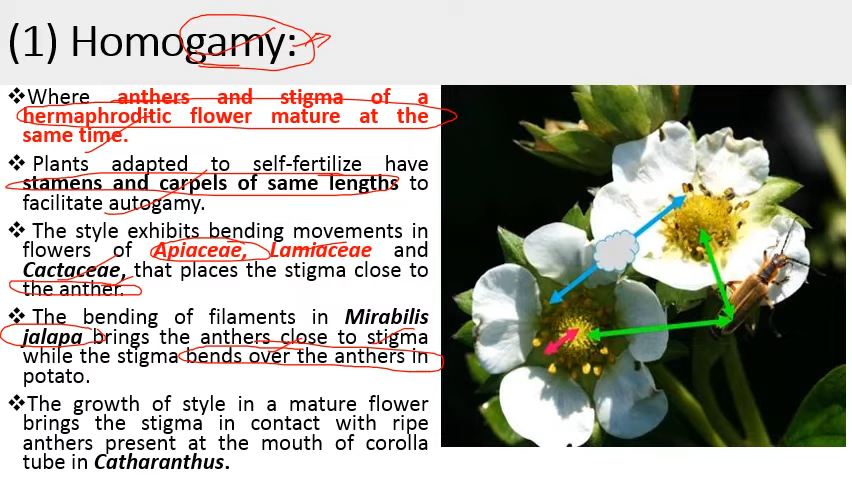 (1) Homogamy:
❖Where anthers and stigma of a
hermaphroditic flower mature at the
same time.
❖ Plants adapted to self-fertilize have
stamens and carpels of same lengths to
facilitate autogamy.
❖ The style exhibits bending movements in
flowers of Apiaceae, Lamiaceae and
Cactaceae, that places the stigma close to
the anther.
❖ The bending of filaments in Mirabilis
jalapa brings the anthers close to stigma
while the stigma bends over the anthers in
potato.
❖The growth of style in a mature flower
brings the stigma in contact with ripe
anthers present at the mouth of corolla
tube in Catharanthus.